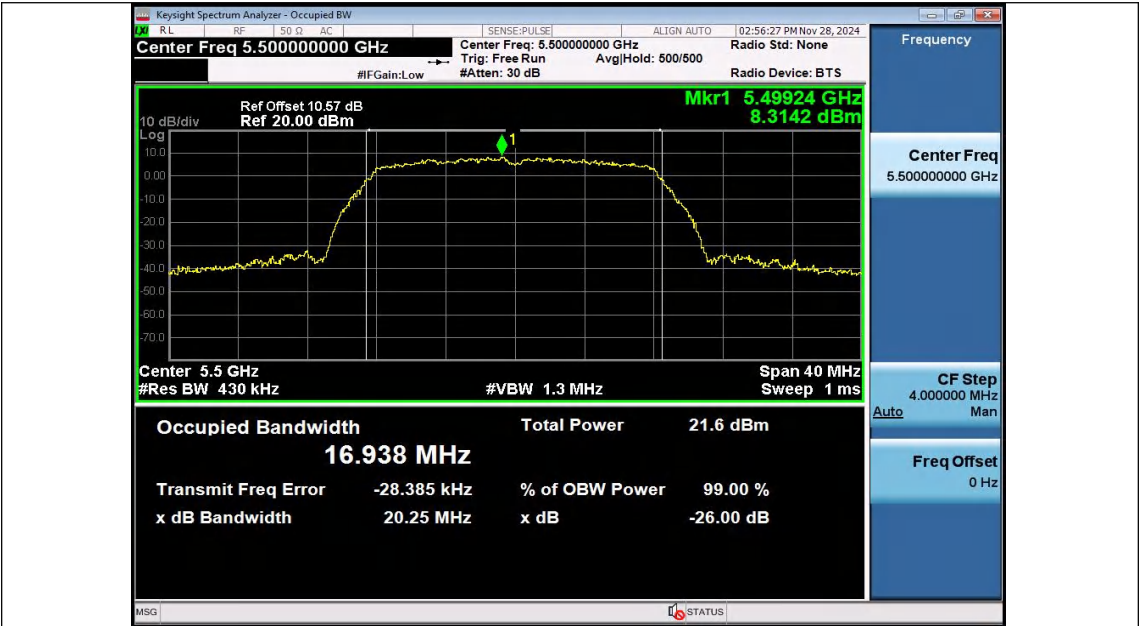 Keysight Spectrum Analyzer - Occupied BW
LXI RL RF 50 Ω AC SENSE:PULSE ALIGN AUTO 02:56:27 PM Nov 28, 2024
Center Freq 5.500000000 GHz Center Freq: 5.500000000 GHz Radio Std: None Frequency
Trig: Free Run Avg|Hold: 500/500
#IFGain:Low #Atten: 30 dB Radio Device: BTS
Mkr1 5.49924 GHz
Ref Offset 10.57 dB 8.3142 dBm
10 dB/div Ref 20.00 dBm
Log
1
10.0
0.00
-10.0
-20.0
-30.0
-40.0
-50.0
-60.0
-70.0
Center 5.5 GHz Span 40 MHz
#Res BW 430 kHz #VBW 1.3 MHz Sweep 1 ms
Occupied Bandwidth Total Power 21.6 dBm
16.938 MHz
Transmit Freq Error -28.385 kHz % of OBW Power 99.00 %
x dB Bandwidth 20.25 MHz x dB -26.00 dB
Center Freq
5.500000000 GHz
CF Step
4.000000 MHz
Auto Man
Freq Offset
0 Hz
MSG STATUS